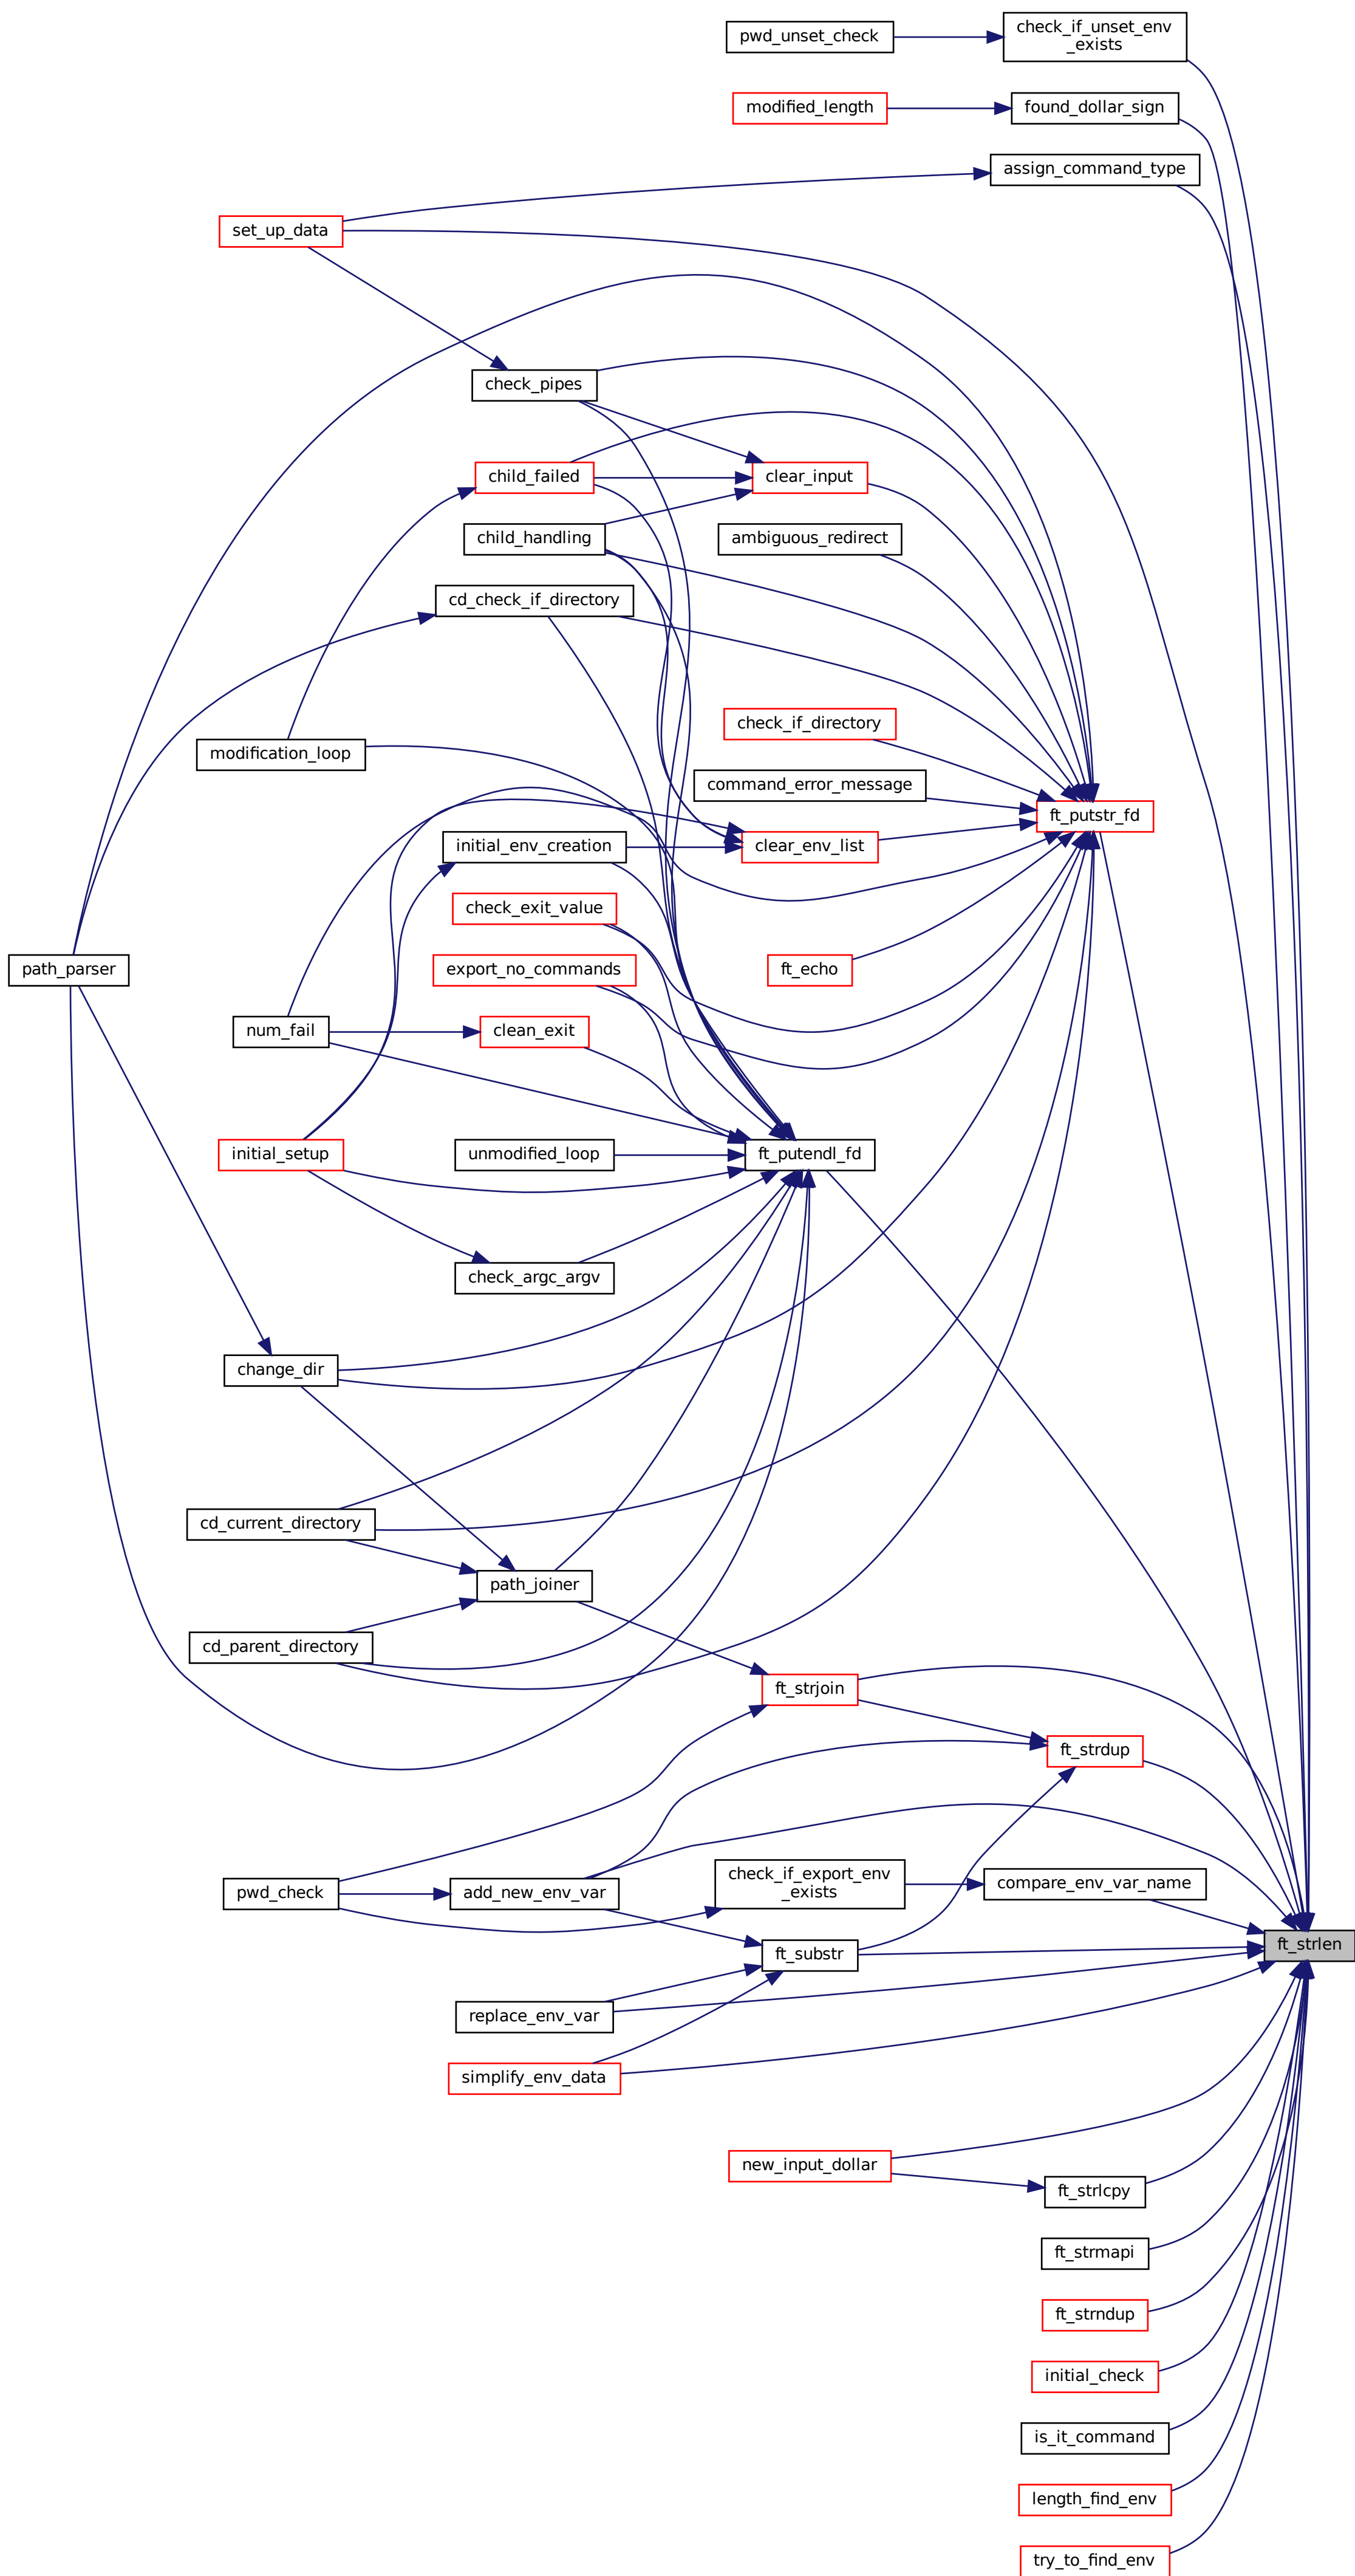 check_if_unset_env
_exists
pwd_unset_check
modified_length
found_dollar_sign
assign_command_type
set_up_data
check_pipes
child_failed
clear_input
child_handling
ambiguous_redirect
cd_check_if_directory
check_if_directory
modification_loop
command_error_message
ft_putstr_fd
initial_env_creation
clear_env_list
check_exit_value
path_parser
export_no_commands
ft_echo
num_fail
clean_exit
initial_setup
unmodified_loop
ft_putendl_fd
check_argc_argv
change_dir
cd_current_directory
path_joiner
cd_parent_directory
ft_strjoin
ft_strdup
pwd_check
add_new_env_var
check_if_export_env
_exists
compare_env_var_name
ft_strlen
ft_substr
replace_env_var
simplify_env_data
new_input_dollar
ft_strlcpy
ft_strmapi
ft_strndup
initial_check
is_it_command
length_find_env
try_to_find_env